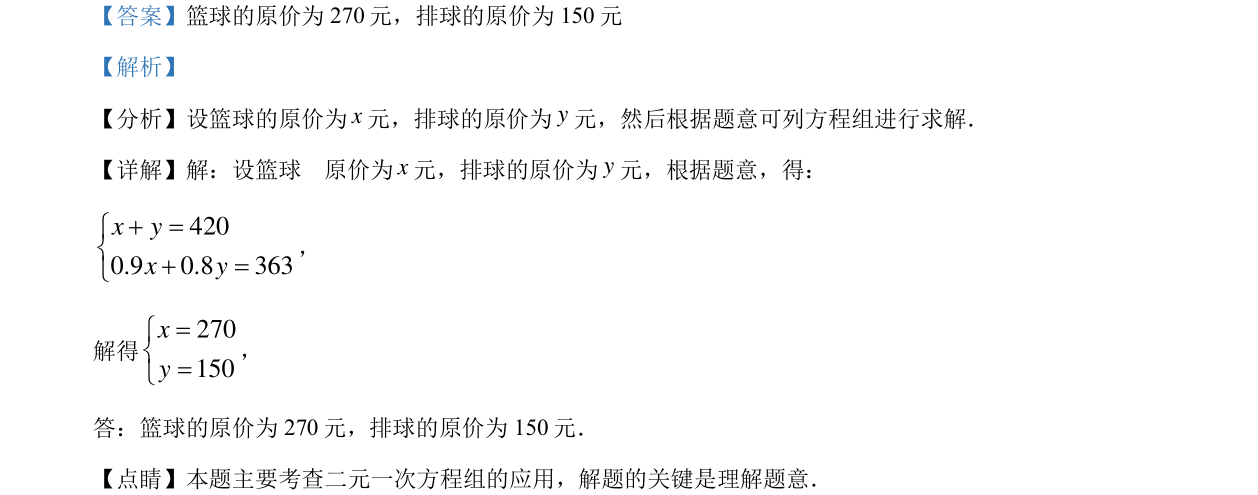 【答案】篮球的原价为 270 元，排球的原价为 150 元
【解析】
【分析】设篮球的原价为 x 元，排球的原价为 y 元，然后根据题意可列方程组进行求解．
【详解】解：设篮球 原价为 x 元，排球的原价为 y 元，根据题意，得：
{x + y = 420
0.9x + 0.8y = 363，
解得{x = 270
y = 150，
答：篮球的原价为 270 元，排球的原价为 150 元．
【点睛】本题主要考查二元一次方程组的应用，解题的关键是理解题意．